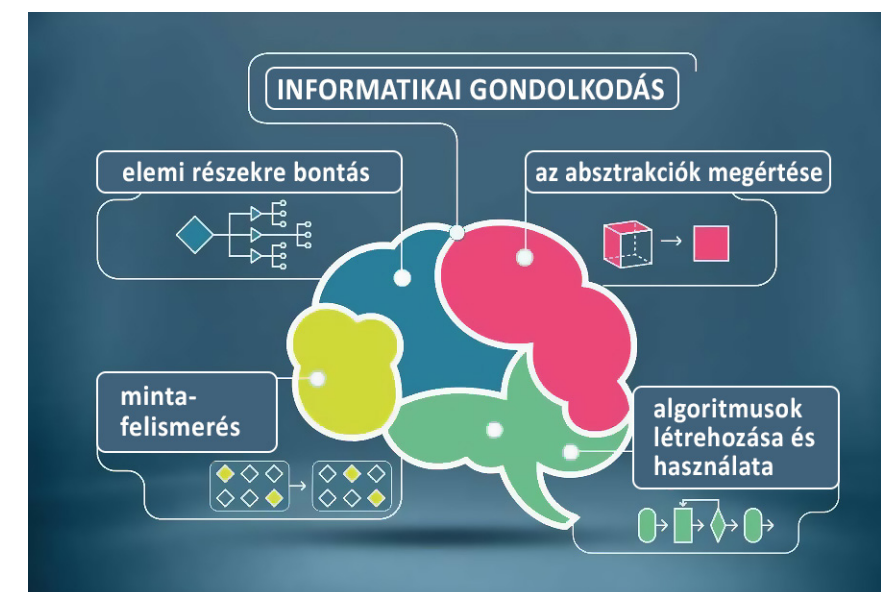 INFORMATIKAI GONDOLKODÁS
elemi részekre bontás
az absztrakciók megértése
minta-
felismerés
algoritmusok
létrehozása és
használata